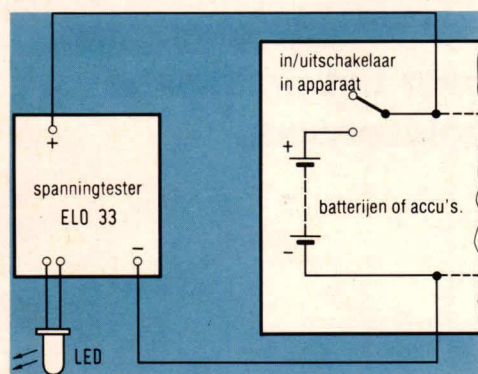 in/uitschakelaar
in apparaat
+
spanningtester
ELO 33
−
+
batterijen of accu's.
−
LED